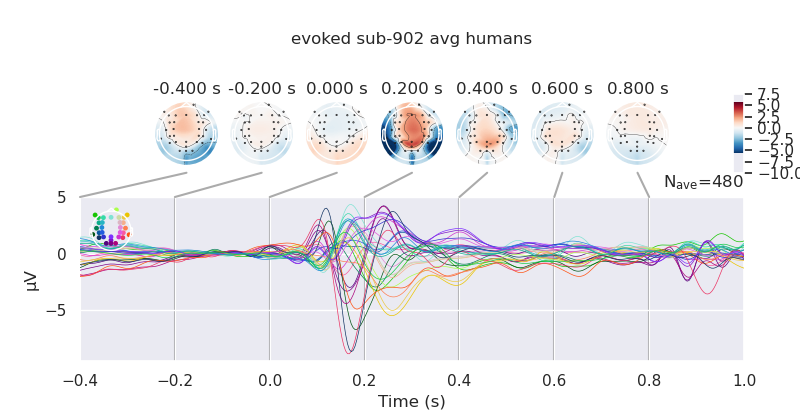 evoked sub-902 avg humans
-0.400 s -0.200 s 0.000 s 0.200 s 0.400 s 0.600 s 0.800 s
7.5
5.0
2.5
0.0
−2.5
−5.0
−7.5
−10.0
Nave=480
5
0
−5
µV
−0.4 −0.2 0.0 0.2 0.4 0.6 0.8 1.0
Time (s)